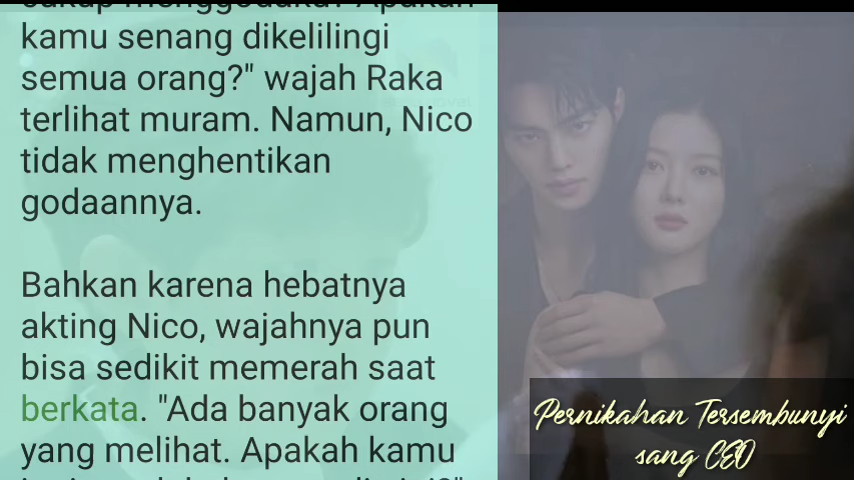 kamu senang dikelilingi
semua orang?" wajah Raka
terlihat muram. Namun, Nico
tidak menghentikan
godaannya.
Bahkan karena hebatnya
akting Nico, wajahnya pun
bisa sedikit memerah saat
berkata. "Ada banyak orang
yang melihat. Apakah kamu
Pernikahan Tersembunyi
sang CEO